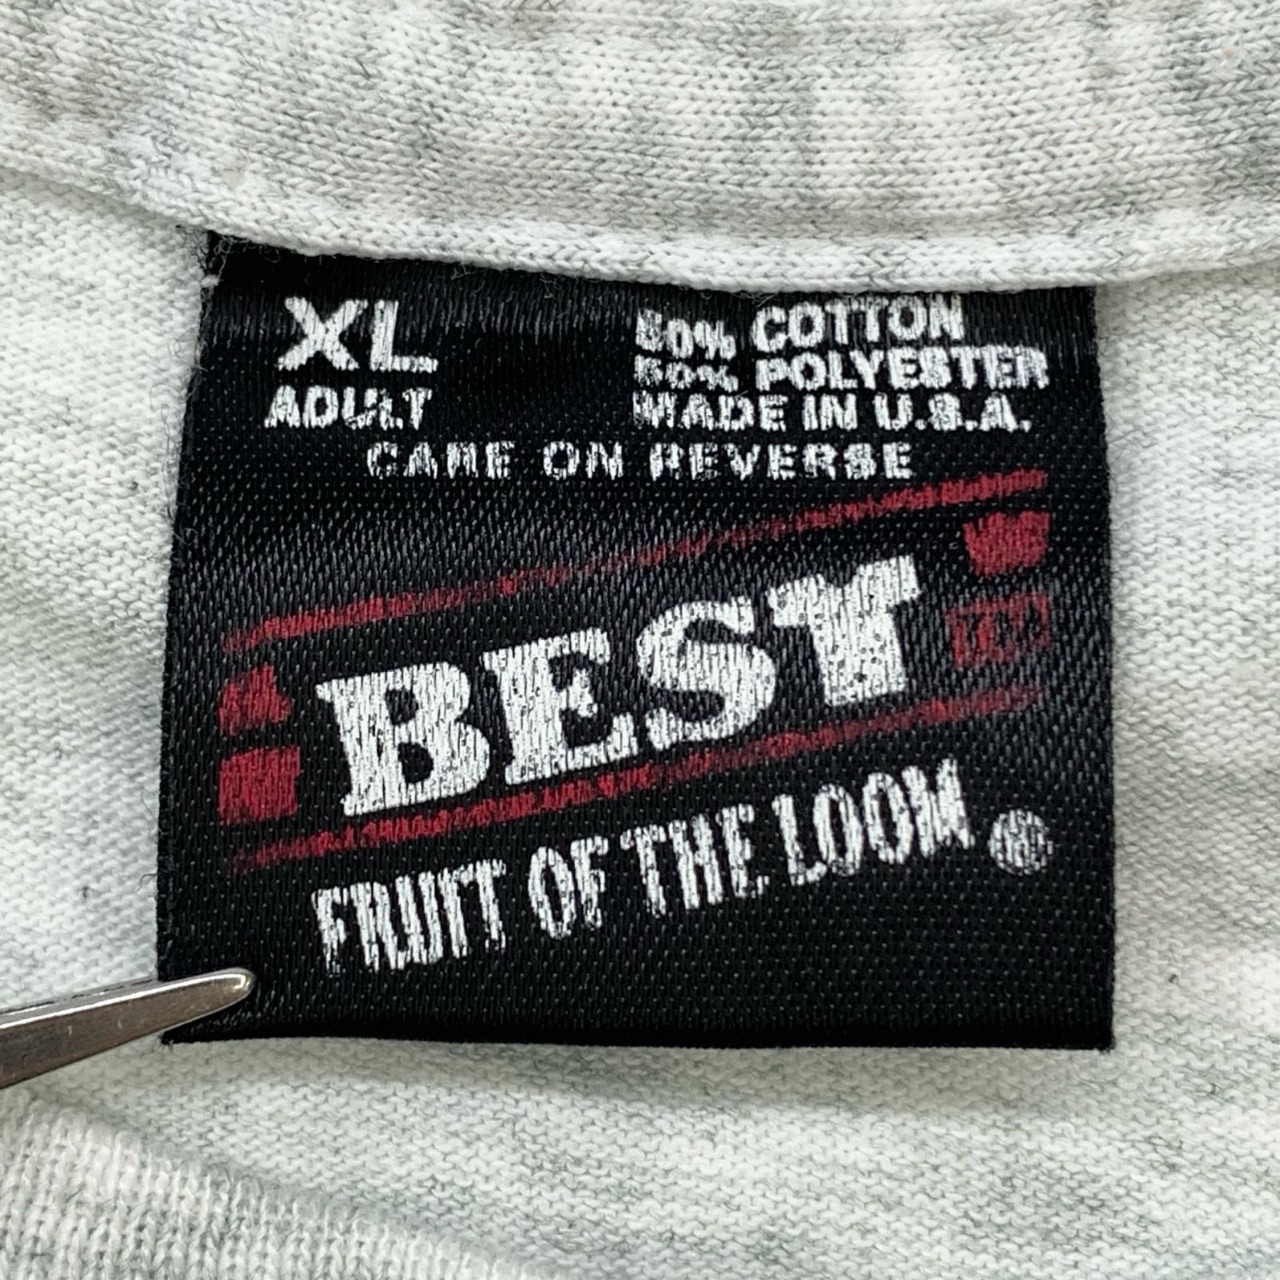 XL
ADULT
50% COTTON
50% POLYESTER
MADE IN U.S.A.
CARE ON REVERSE
BEST
FRUIT OF THE LOOM ®